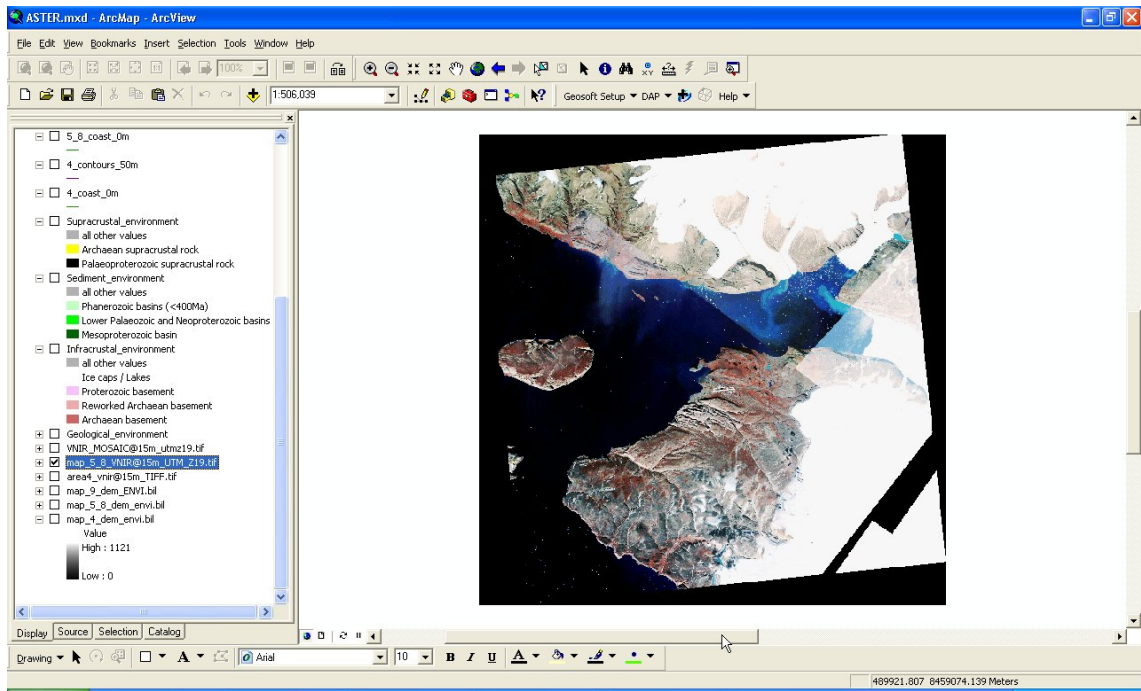 ASTER.mxd - ArcMap - ArcView
File Edit View Bookmarks Insert Selection Tools Window Help
100%
1:506,039 Geosoft Setup DAP Help
5_8_coast_0m
4_contours_50m
4_coast_0m
Supracrustal_environment
all other values
Archaean supracrustal rock
Palaeoproterozoic supracrustal rock
Sediment_environment
all other values
Phanerozoic basins (<400Ma)
Lower Palaeozoic and Neoproterozoic basins
Mesoproterozoic basin
Infracrustal_environment
all other values
Ice caps / Lakes
Proterozoic basement
Reworked Archaean basement
Archaean basement
Geological_environment
VNIR_MOSAIC@15m_utmz19.tif
map_5_8_VNIR@15m_UTM_Z19.tif
area4_vnir@15m_TIFF.tif
map_9_dem_ENVI.bil
map_5_8_dem_envi.bil
map_4_dem_envi.bil
Value
High : 1121
Low : 0
Display Source Selection Catalog
Drawing A Arial 10 B I U A
489921.807 8459074.139 Meters